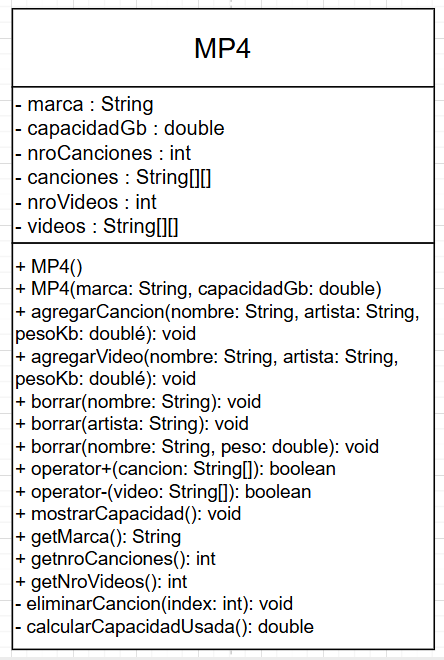 MP4
- marca : String
- capacidadGb : double
- nroCanciones : int
- canciones : String[][]
- nroVideos : int
- videos : String[][]
+ MP4()
+ MP4(marca: String, capacidadGb: double)
+ agregarCancion(nombre: String, artista: String,
pesoKb: doublé): void
+ agregarVideo(nombre: String, artista: String,
pesoKb: doublé): void
+ borrar(nombre: String): void
+ borrar(artista: String): void
+ borrar(nombre: String, peso: double): void
+ operator+(cancion: String[]): boolean
+ operator-(video: String[]): boolean
+ mostrarCapacidad(): void
+ getMarca(): String
+ getnroCanciones(): int
+ getNroVideos(): int
- eliminarCancion(index: int): void
- calcularCapacidadUsada(): double